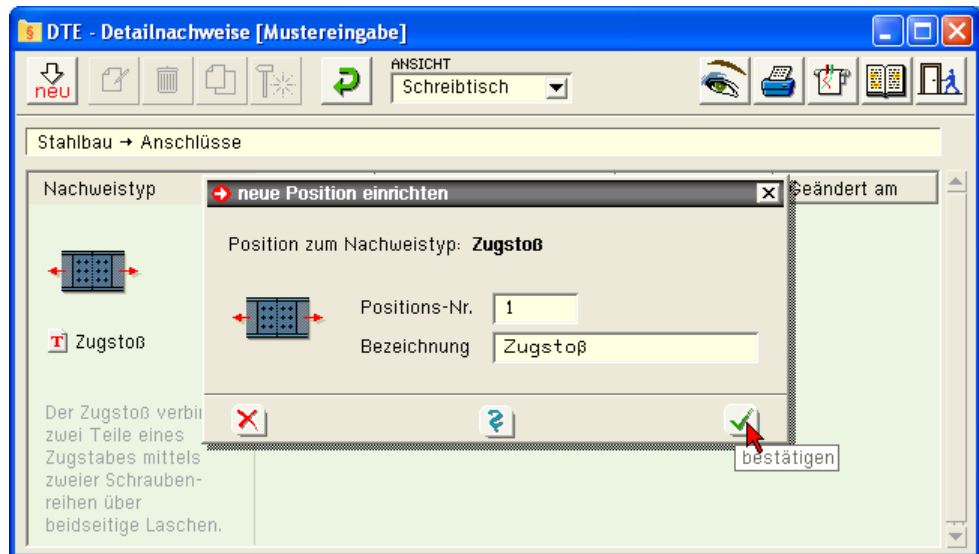 DTE - Detailnachweise [Mustereingabe]
neu
ANSICHT
Schreibtisch
Stahlbau → Anschlüsse
Nachweistyp
Geändert am
neue Position einrichten
Position zum Nachweistyp: Zugstoß
Positions-Nr. 1
Bezeichnung Zugstoß
T Zugstoß
bestätigen
Der Zugstoß
zwei Teile eines
Zugstabes mittels
zweier Schrauben-
reihen über
beidseitige Laschen.